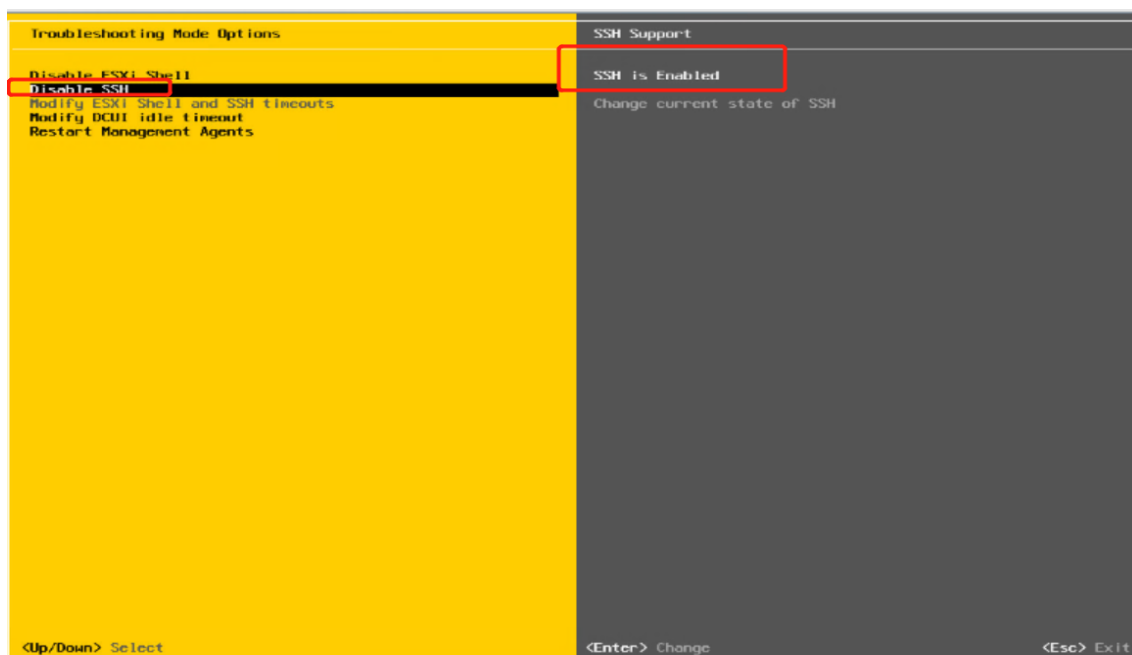 Troubleshooting Mode Options
Disable ESXi Shell
Disable SSH
Modify ESXi Shell and SSH timeouts
Modify DCUI idle timeout
Restart Management Agents
SSH Support
SSH is Enabled
Change current state of SSH
<Up/Down> Select
<Enter> Change
<Esc> Exit